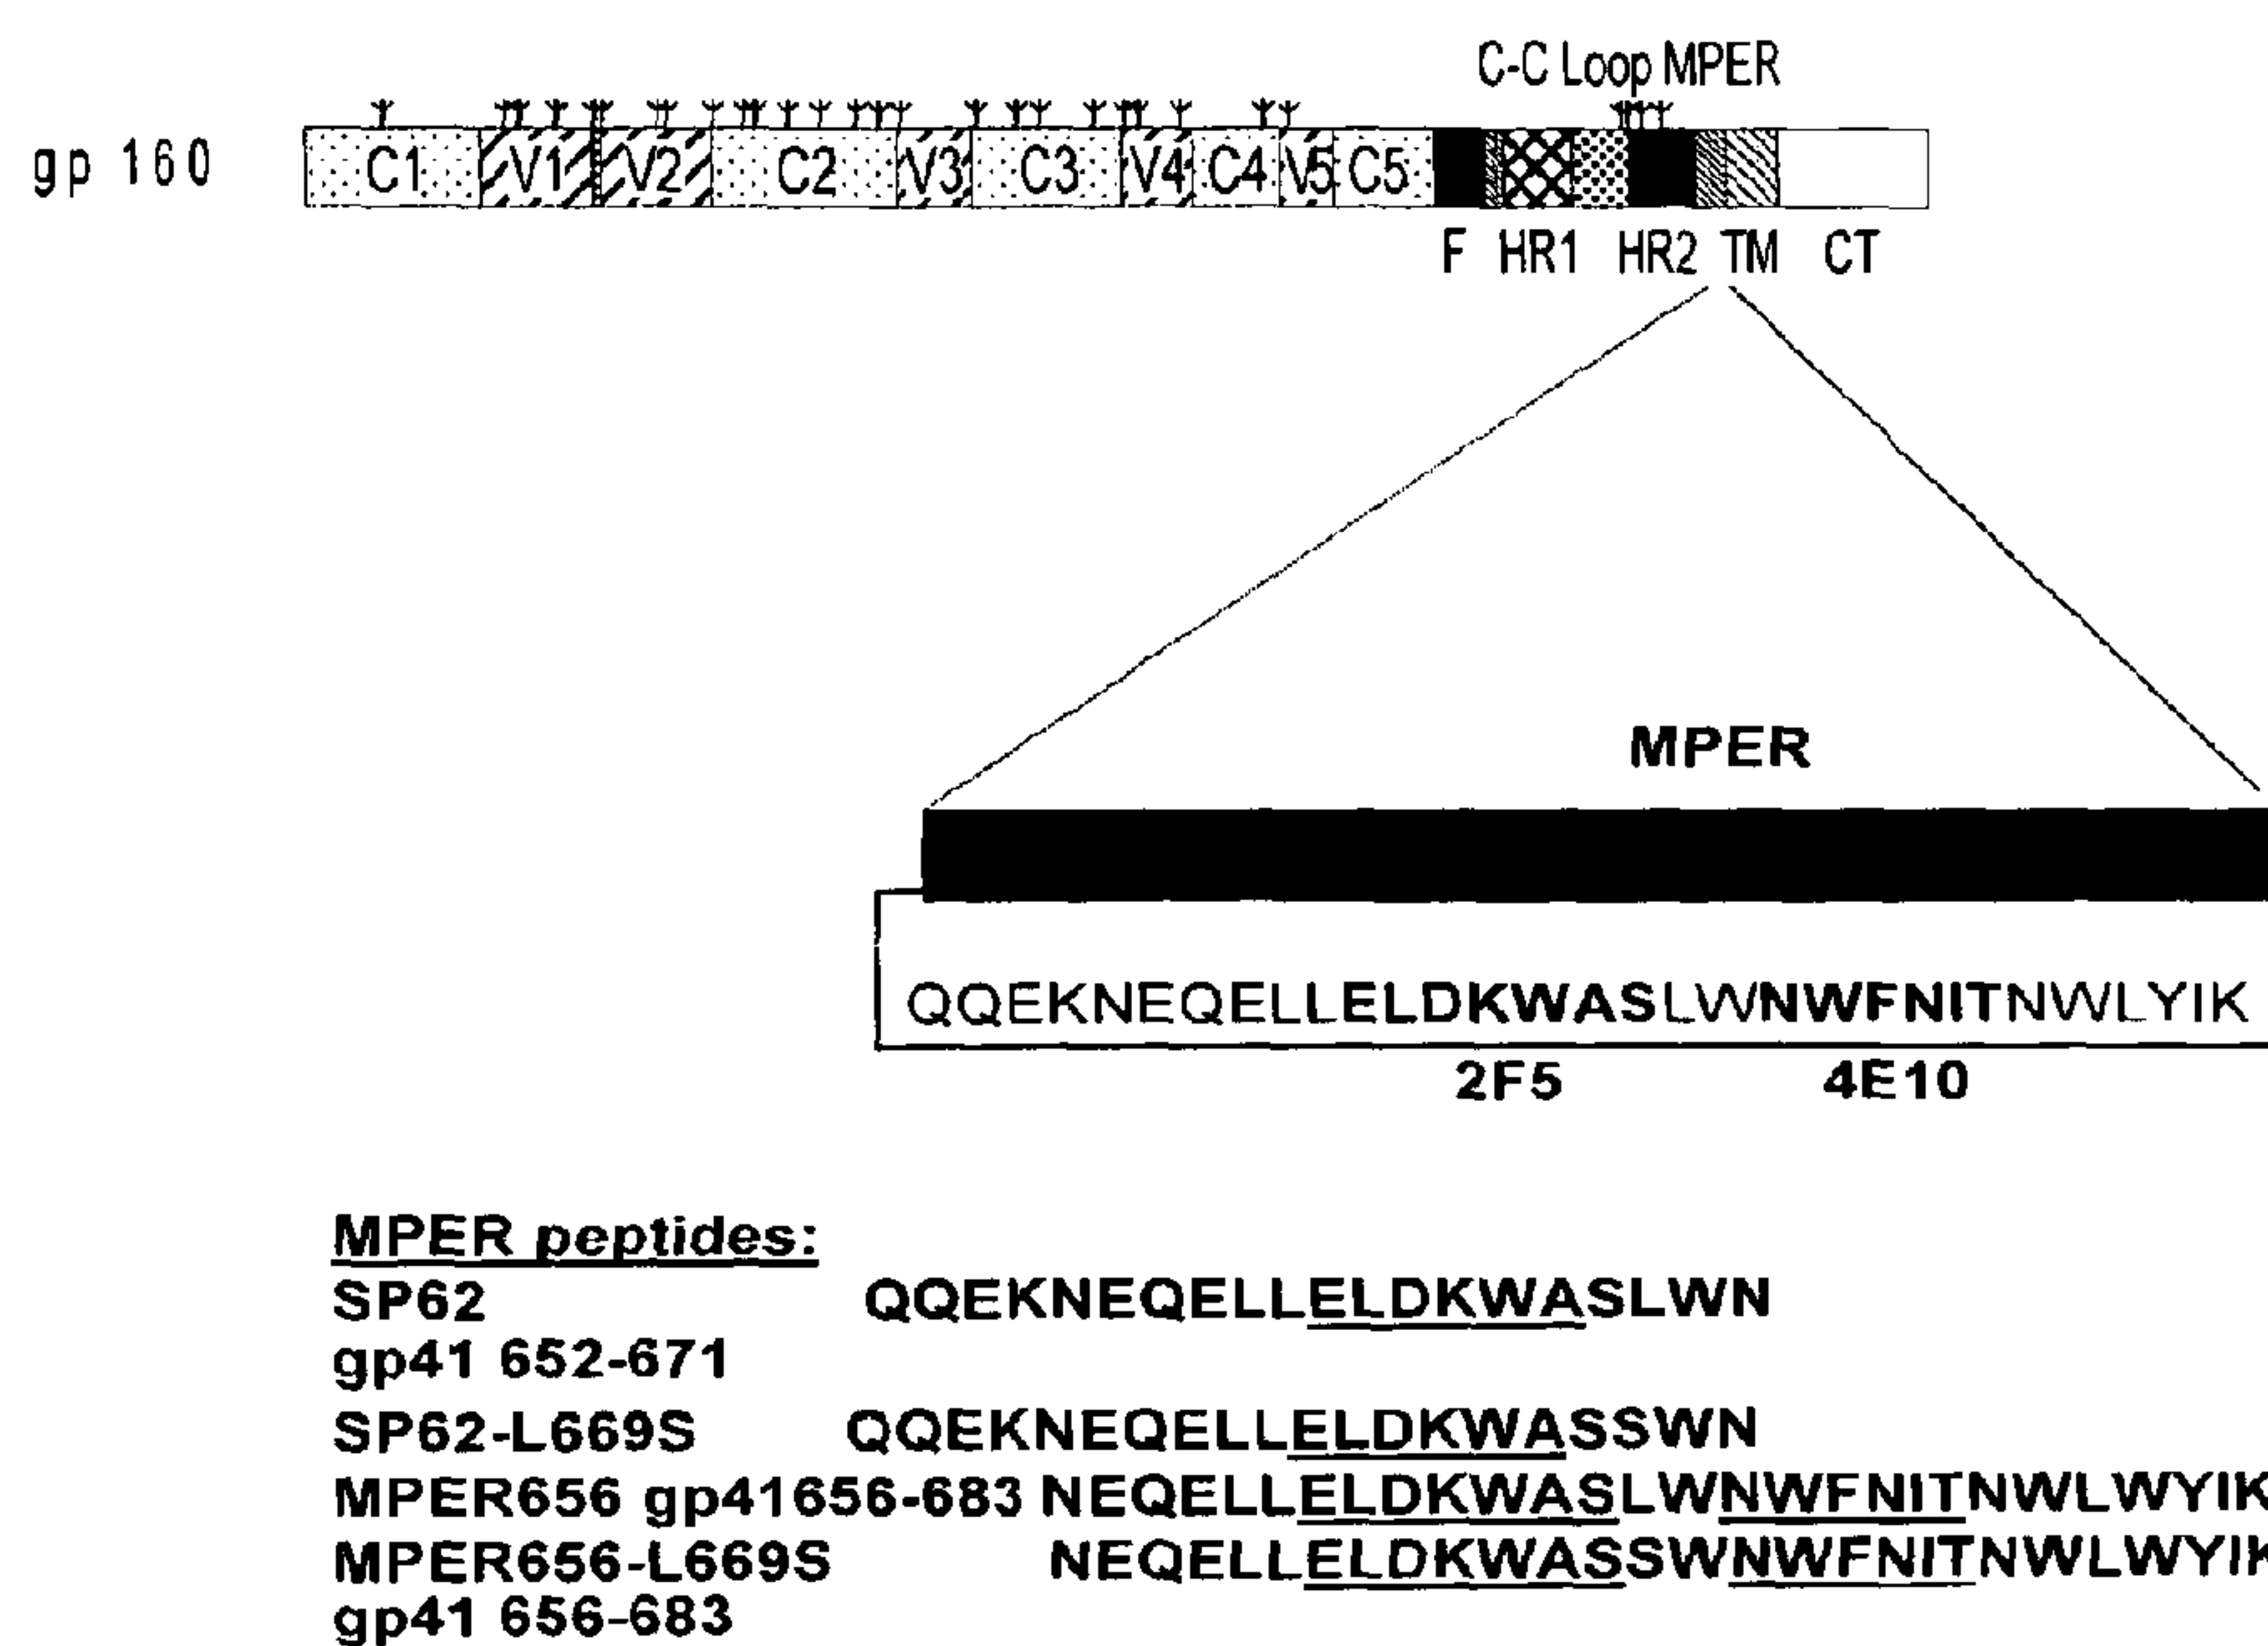 C-C Loop MPER
gp 160 C1 V1 V2 C2 V3 C3 V4 C4 V5 C5
F HR1 HR2 TM CT
MPER
QQEKNEQELLELDKWASLWNWFNITNWLYIK
2F5 4E10
MPER peptides:
SP62 QQEKNEQELLELDKWASLWN
gp41 652-671
SP62-L669S QQEKNEQELLELDKWASSWN
MPER656 gp41656-683 NEQELLELDKWASLWNWFNITNWLWYIK
MPER656-L669S NEQELLELDKWASSWNWFNITNWLWYIK
gp41 656-683